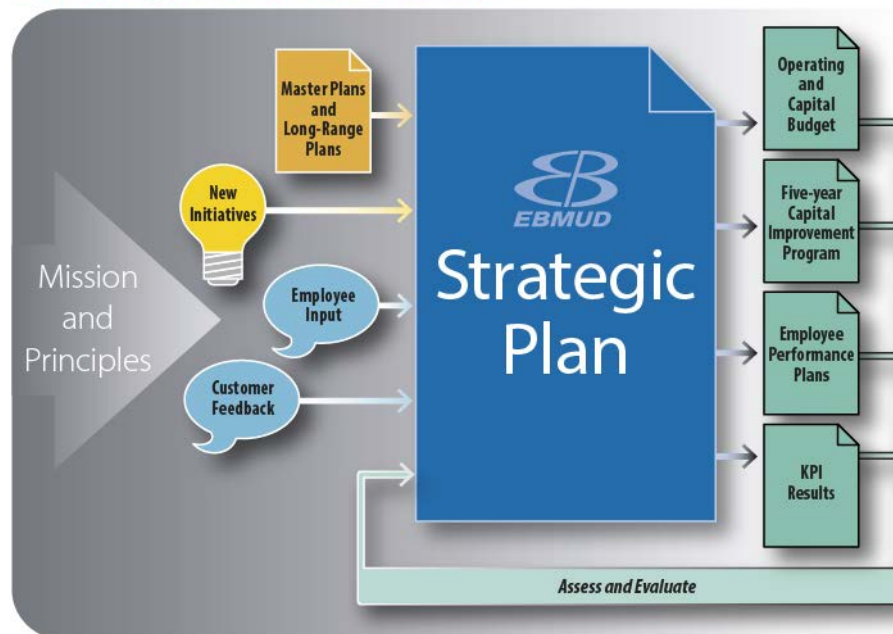 Mission
and
Principles
Master Plans
and
Long-Range
Plans
New
Initiatives
Employee
Input
Customer
Feedback
EBMUD
Strategic
Plan
Operating
and
Capital
Budget
Five-year
Capital
Improvement
Program
Employee
Performance
Plans
KPI
Results
Assess and Evaluate